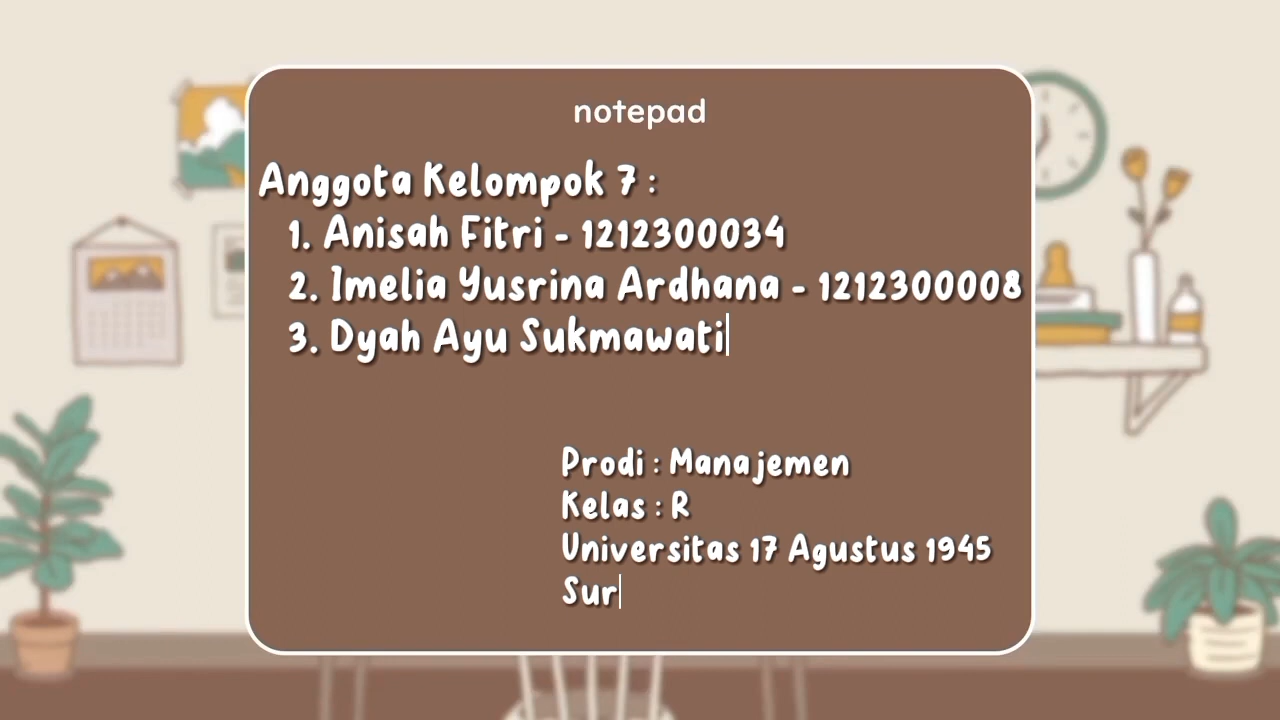 notepad
Anggota Kelompok 7 :
1. Anisah Fitri - 1212300034
2. Imelia Yusrina Ardhana - 1212300008
3. Dyah Ayu Sukmawati
Prodi : Manajemen
Kelas : R
Universitas 17 Agustus 1945
Sur